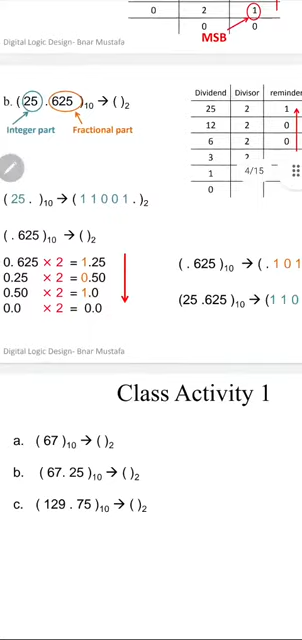 0 2 1
0 0
MSB
Digital Logic Design- Bnar Mustafa
b. (25 . 625 )10 → ( )2
Integer part Fractional part
Dividend Divisor reminder
25 2 1
12 2 0
6 2 0
3 2
1
0
4/15
(25 . )10 → ( 1 1 0 0 1 . )2
( . 625 )10 → ( )2
0. 625 × 2 = 1.25
0.25 × 2 = 0.50
0.50 × 2 = 1.0
0.0 × 2 = 0.0
( . 625 )10 → ( . 1 0 1
(25 .625 )10 → (1 1 0
Digital Logic Design- Bnar Mustafa
Class Activity 1
a. ( 67 )10 → ( )2
b. ( 67. 25 )10 → ( )2
c. ( 129 . 75 )10 → ( )2